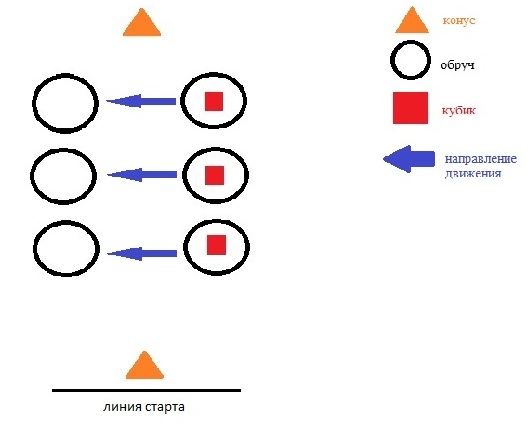 конус
обруч
кубик
направление
движения
линия старта